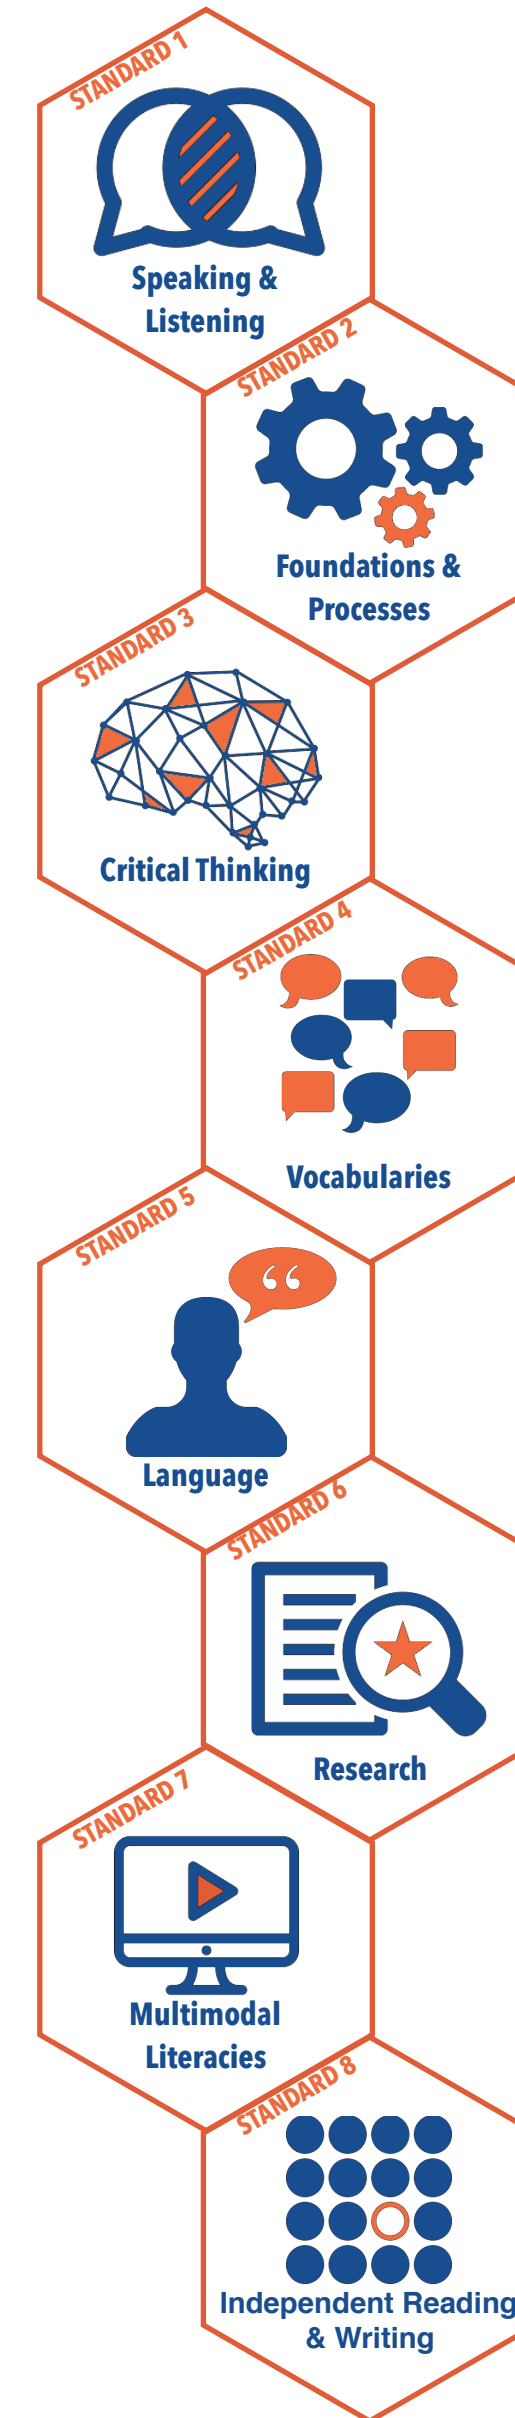 STANDARD 1
Speaking &
Listening
STANDARD 2
Foundations &
Processes
STANDARD 3
Critical Thinking
STANDARD 4
Vocabularies
STANDARD 5
“
Language
STANDARD 6
Research
STANDARD 7
Multimodal
Literacies
STANDARD 8
Independent Reading
& Writing